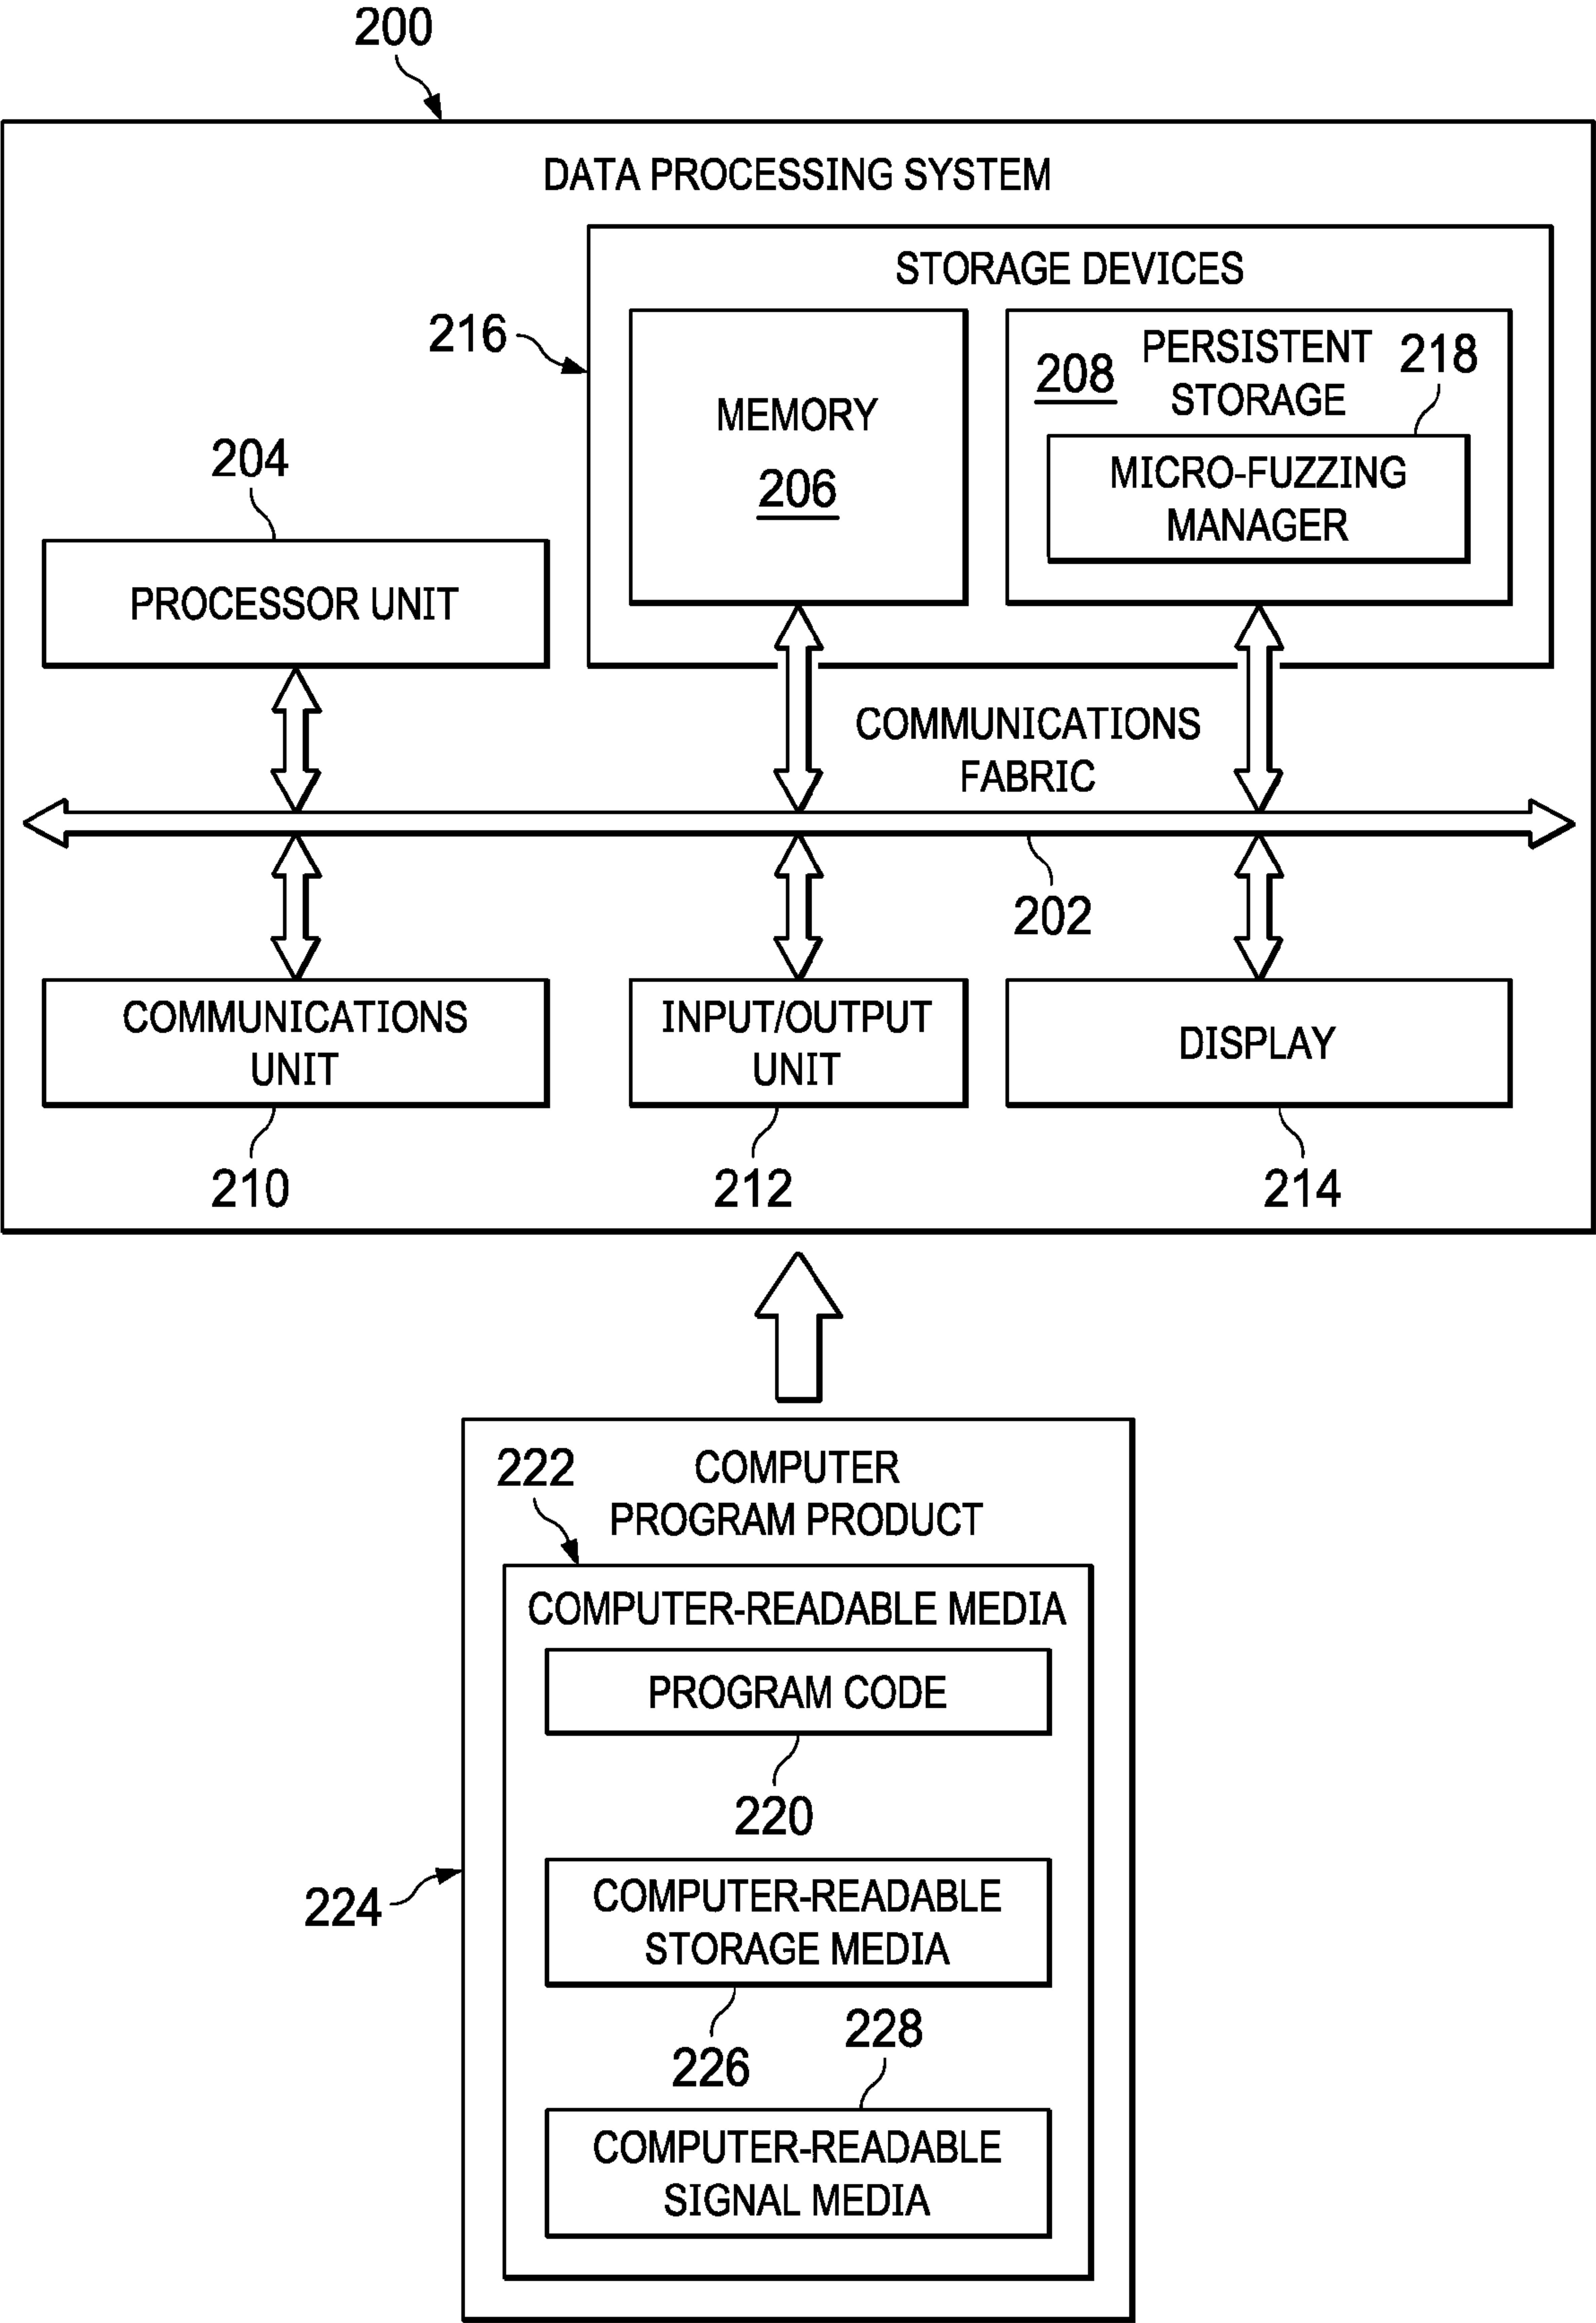 200
DATA PROCESSING SYSTEM
STORAGE DEVICES
216
MEMORY
206
208
PERSISTENT
STORAGE
218
MICRO-FUZZING
MANAGER
204
PROCESSOR UNIT
COMMUNICATIONS
FABRIC
202
COMMUNICATIONS
UNIT
210
INPUT/OUTPUT
UNIT
212
DISPLAY
214
COMPUTER
PROGRAM PRODUCT
222
COMPUTER-READABLE MEDIA
PROGRAM CODE
220
224
COMPUTER-READABLE
STORAGE MEDIA
226
228
COMPUTER-READABLE
SIGNAL MEDIA